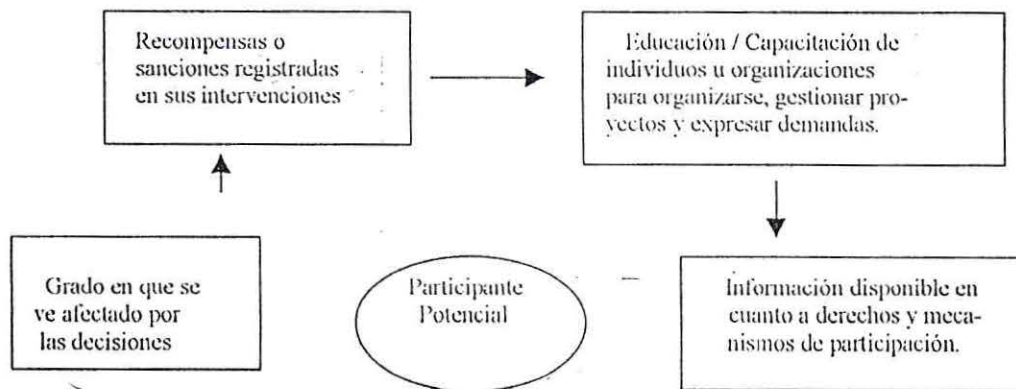 Recompensas o
sanciones registradas
en sus intervenciones
Educación / Capacitación de
individuos u organizaciones
para organizarse, gestionar pro-
yectos y expresar demandas.
Grado en que se
ve afectado por
las decisiones
Participante
Potencial
Información disponible en
cuanto a derechos y meca-
nismos de participación.